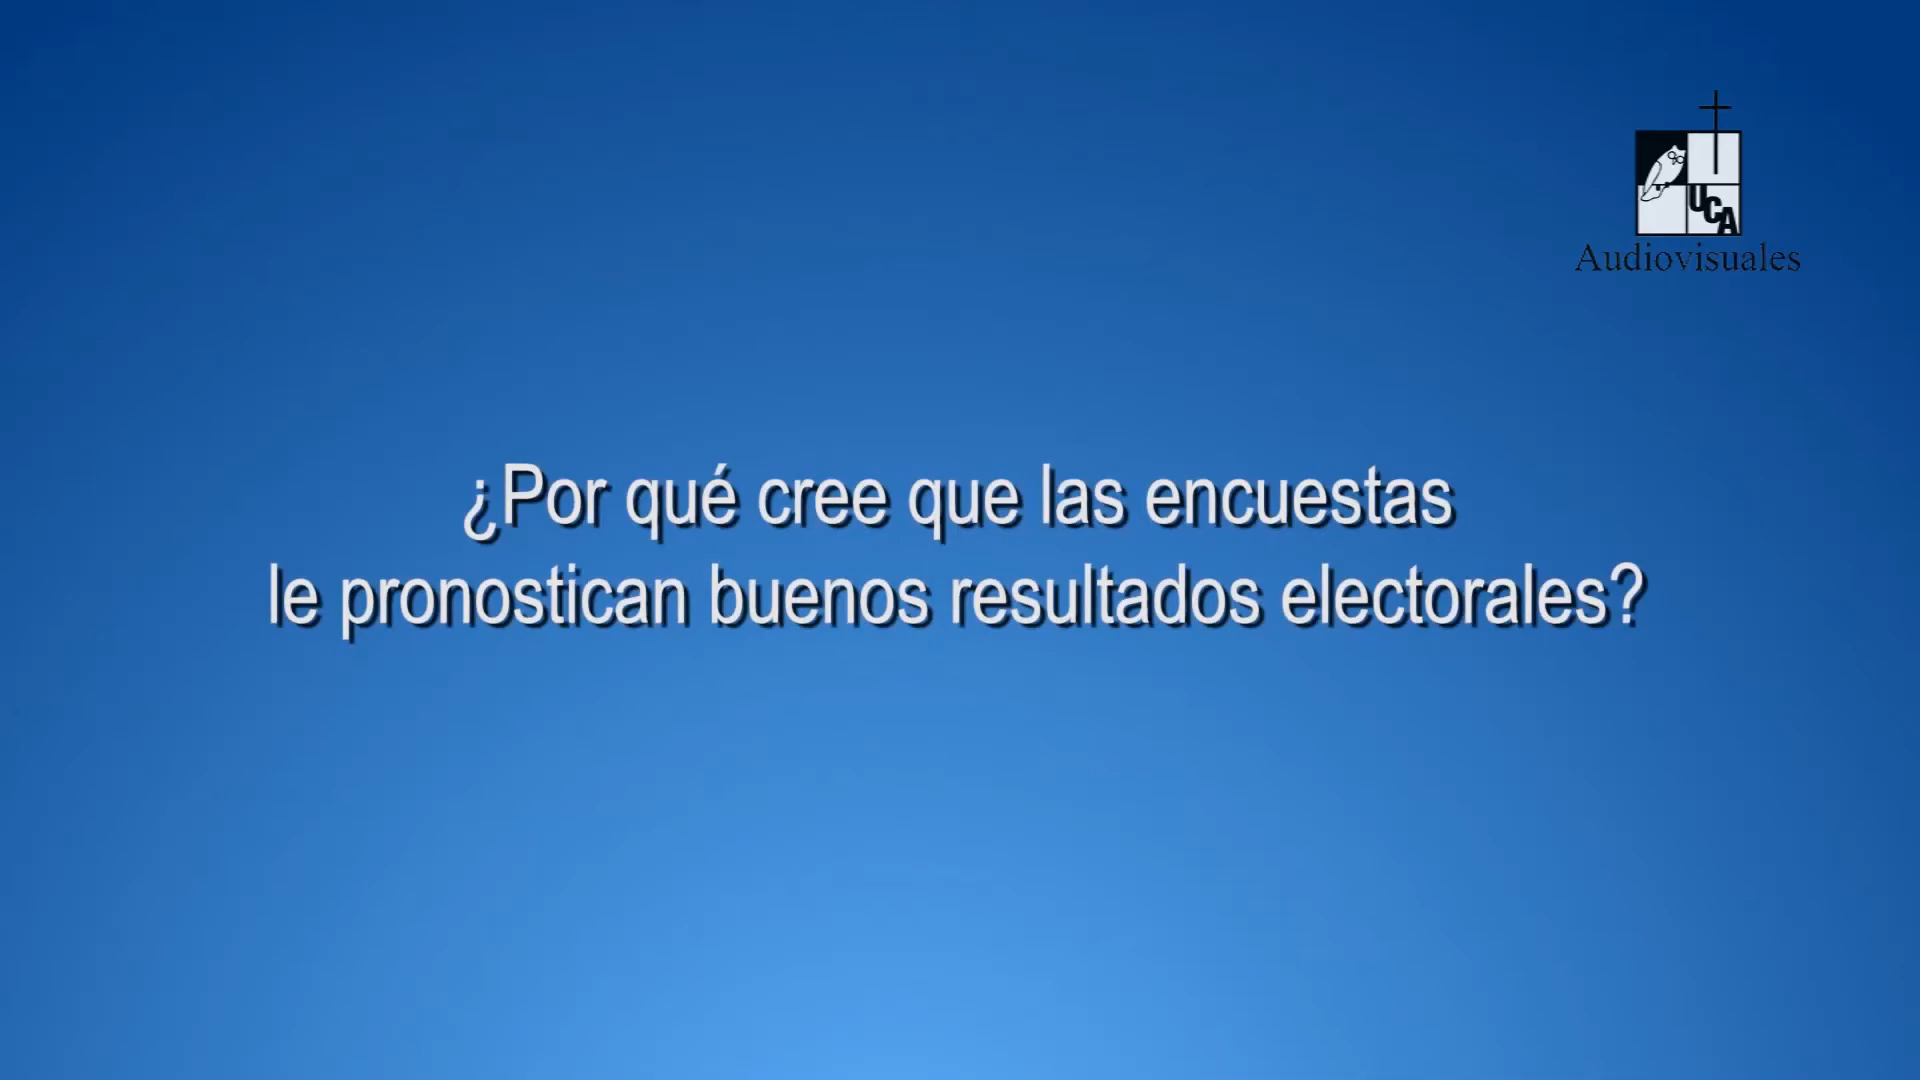 UCA
Audiovisuales
¿Por qué cree que las encuestas
le pronostican buenos resultados electorales?